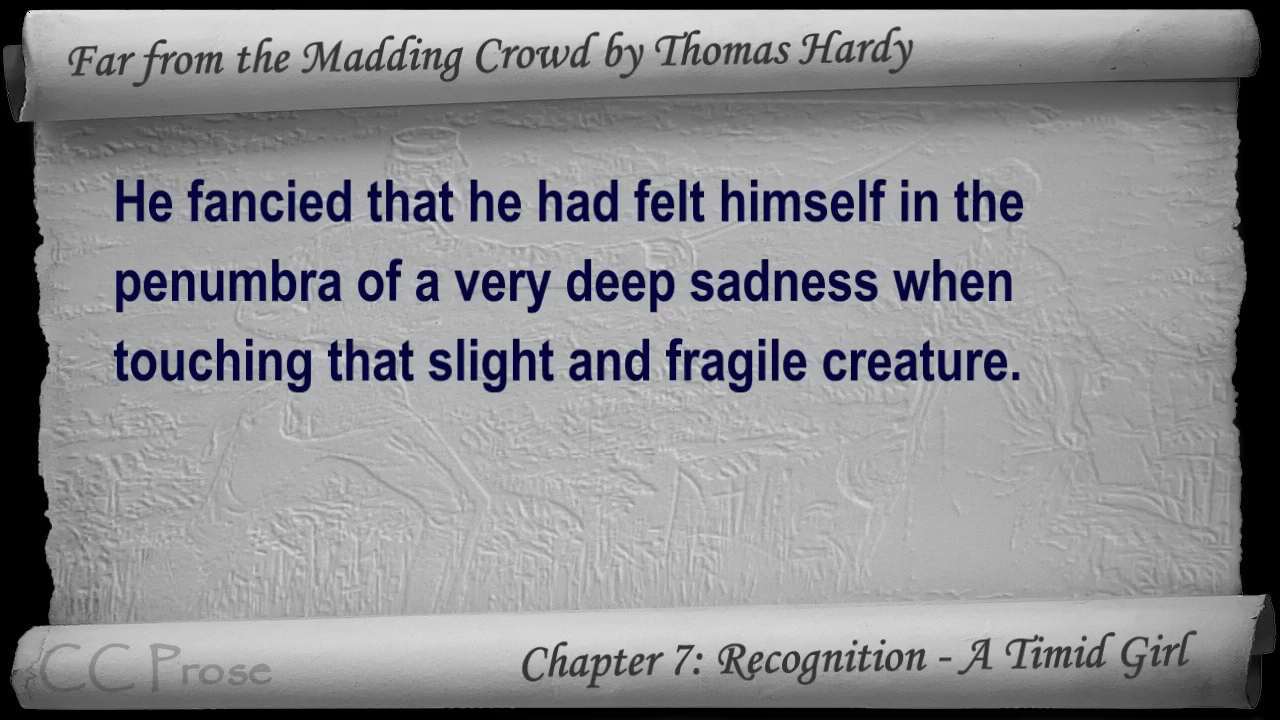 Far from the Madding Crowd by Thomas Hardy
He fancied that he had felt himself in the
penumbra of a very deep sadness when
touching that slight and fragile creature.
CC Prose
Chapter 7: Recognition - A Timid Girl